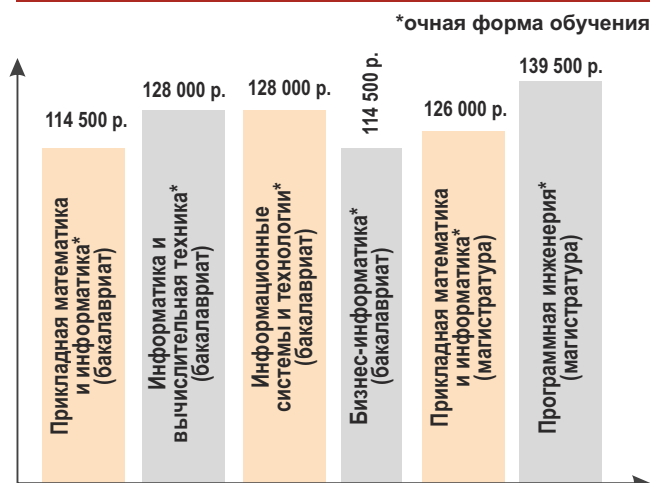 *очная форма обучения
114 500 р.
128 000 р.
128 000 р.
114 500 р.
126 000 р.
139 500 р.
Прикладная математика
и информатика*
(бакалавриат)
Информатика и
вычислительная техника*
(бакалавриат)
Информационные
системы и технологии*
(бакалавриат)
Бизнес-информатика*
(бакалавриат)
Прикладная математика
и информатика*
(магистратура)
Программная инженерия*
(магистратура)